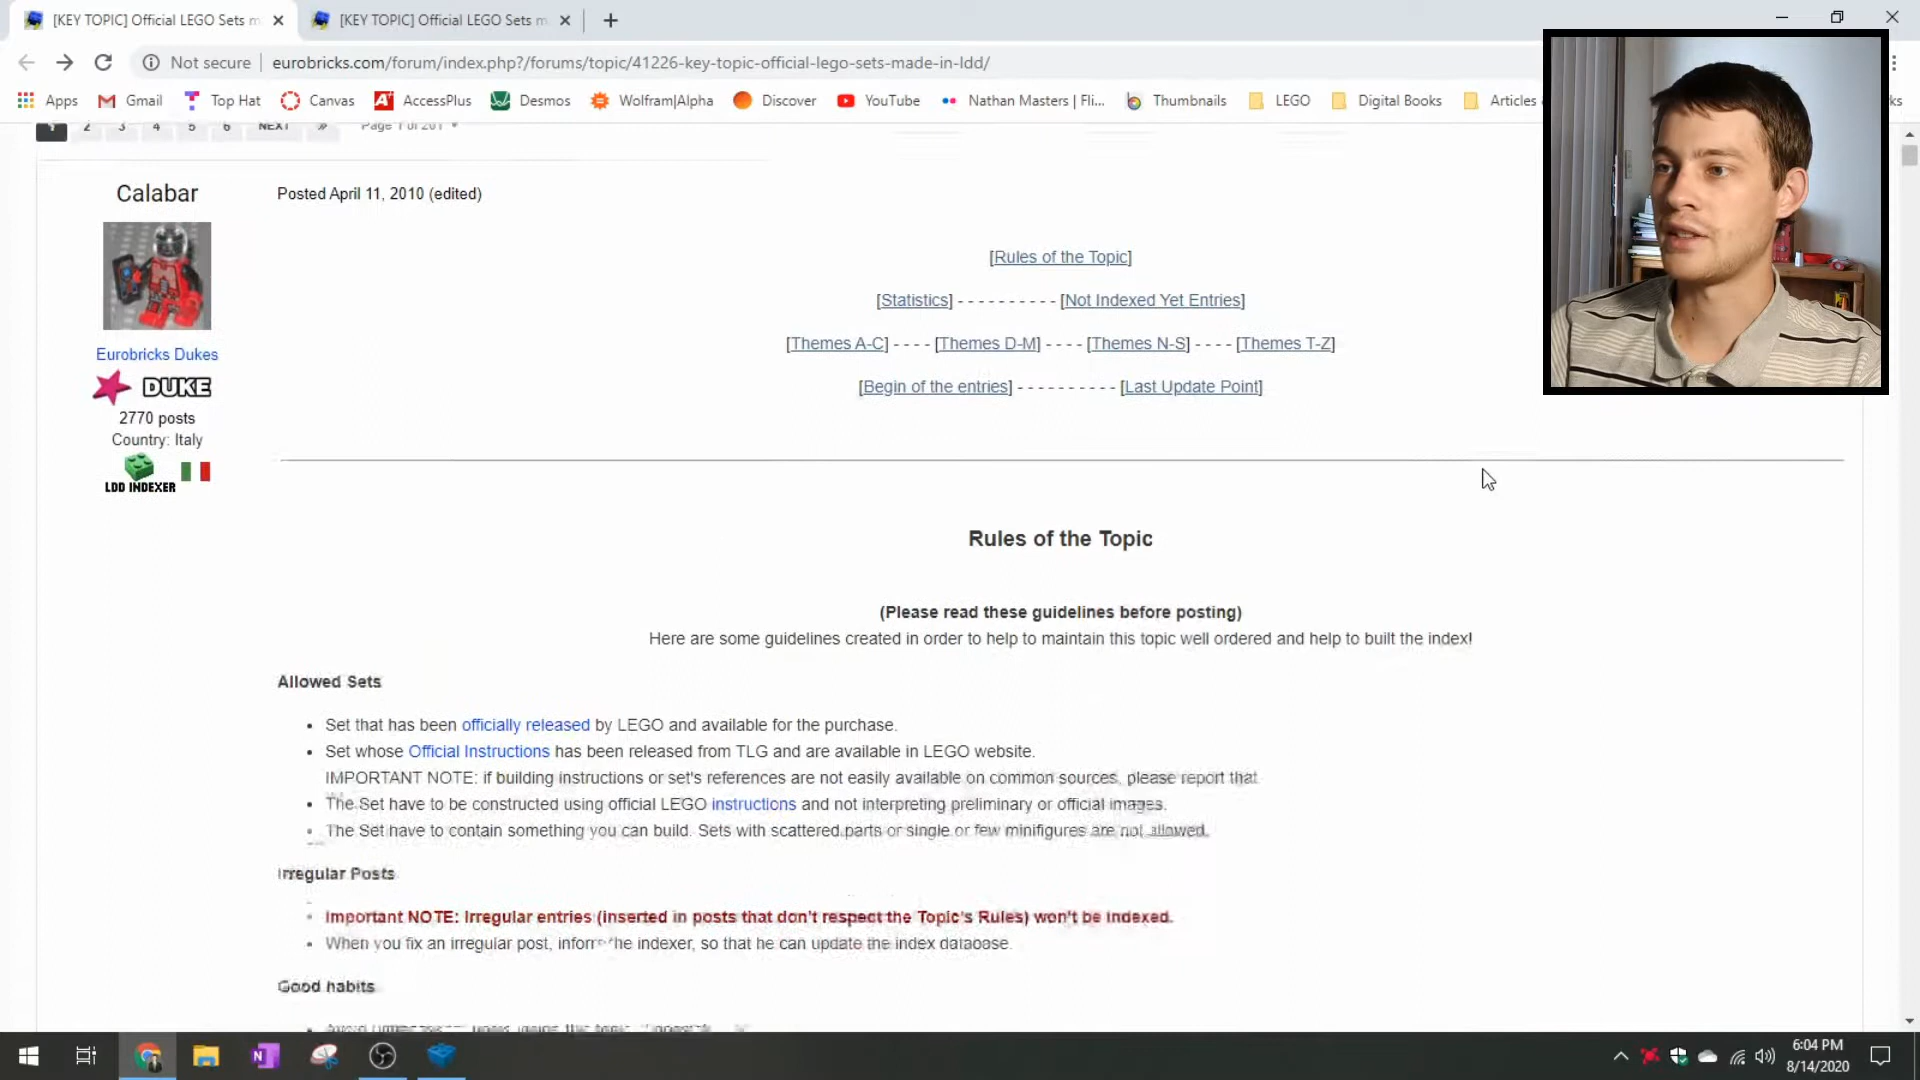 [KEY TOPIC] Official LEGO Sets m
[KEY TOPIC] Official LEGO Sets m
Not secure
eurobricks.com/forum/index.php?/forums/topic/41226-key-topic-official-lego-sets-made-in-ldd/
Apps
Gmail
Top Hat
Canvas
AccessPlus
Desmos
Wolfram|Alpha
Discover
YouTube
Nathan Masters | Fli...
Thumbnails
LEGO
Digital Books
Articles
ks
1 2 3 4 5 6 NEXT » Page 1 of 201
Calabar
Posted April 11, 2010 (edited)
[Rules of the Topic]
[Statistics] - - - - - - - - - - [Not Indexed Yet Entries]
[Themes A-C] - - - - [Themes D-M] - - - - [Themes N-S] - - - - [Themes T-Z]
[Begin of the entries] - - - - - - - - - - [Last Update Point]
Eurobricks Dukes
DUKE
2770 posts
Country: Italy
LDD INDEXER
Rules of the Topic
(Please read these guidelines before posting)
Here are some guidelines created in order to help to maintain this topic well ordered and help to built the index!
Allowed Sets
• Set that has been officially released by LEGO and available for the purchase.
• Set whose Official Instructions has been released from TLG and are available in LEGO website.
IMPORTANT NOTE: if building instructions or set's references are not easily available on common sources, please report that
• The Set have to be constructed using official LEGO instructions and not interpreting preliminary or official images.
• The Set have to contain something you can build. Sets with scattered parts or single or few minifigures are not allowed.
Irregular Posts
• Important NOTE: Irregular entries (inserted in posts that don't respect the Topic's Rules) won't be indexed.
• When you fix an irregular post, inform the indexer, so that he can update the index database.
Good habits
6:04 PM
8/14/2020